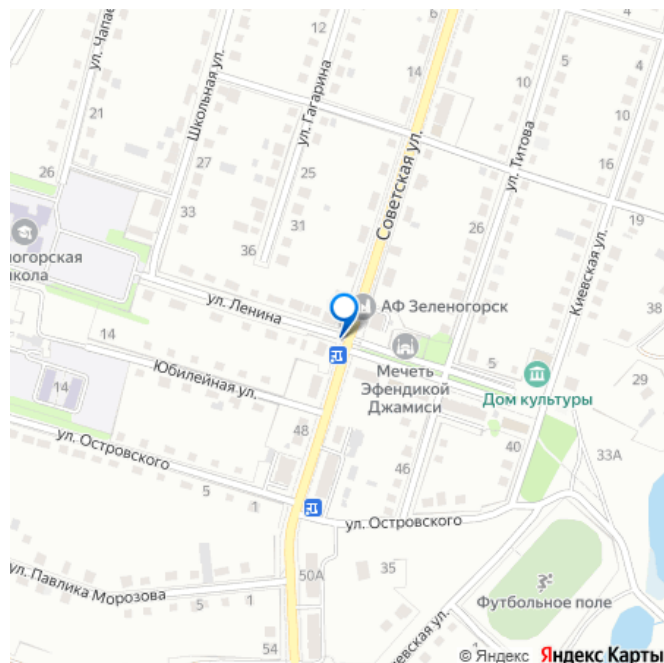 6
ул. Чапае
14
5
4
10
21
Школьная ул.
ул. Гагарина
ул. Титова
10
16
26
27
25
Советская ул.
33
31
26
19
Киевская ул.
36
ногорская
кола
ул. Ленина
АФ Зеленогорск
38
14
Мечеть
Эфендикой
Джамиси
5
Дом культуры
29
14
Юбилейная ул.
48
40
33А
ул. Островского
46
5
1
ул. Островского
50А
35
ул. Павлика Морозова
5
1
Футбольное поле
евская ул.
54
© Яндекс Яндекс Карты